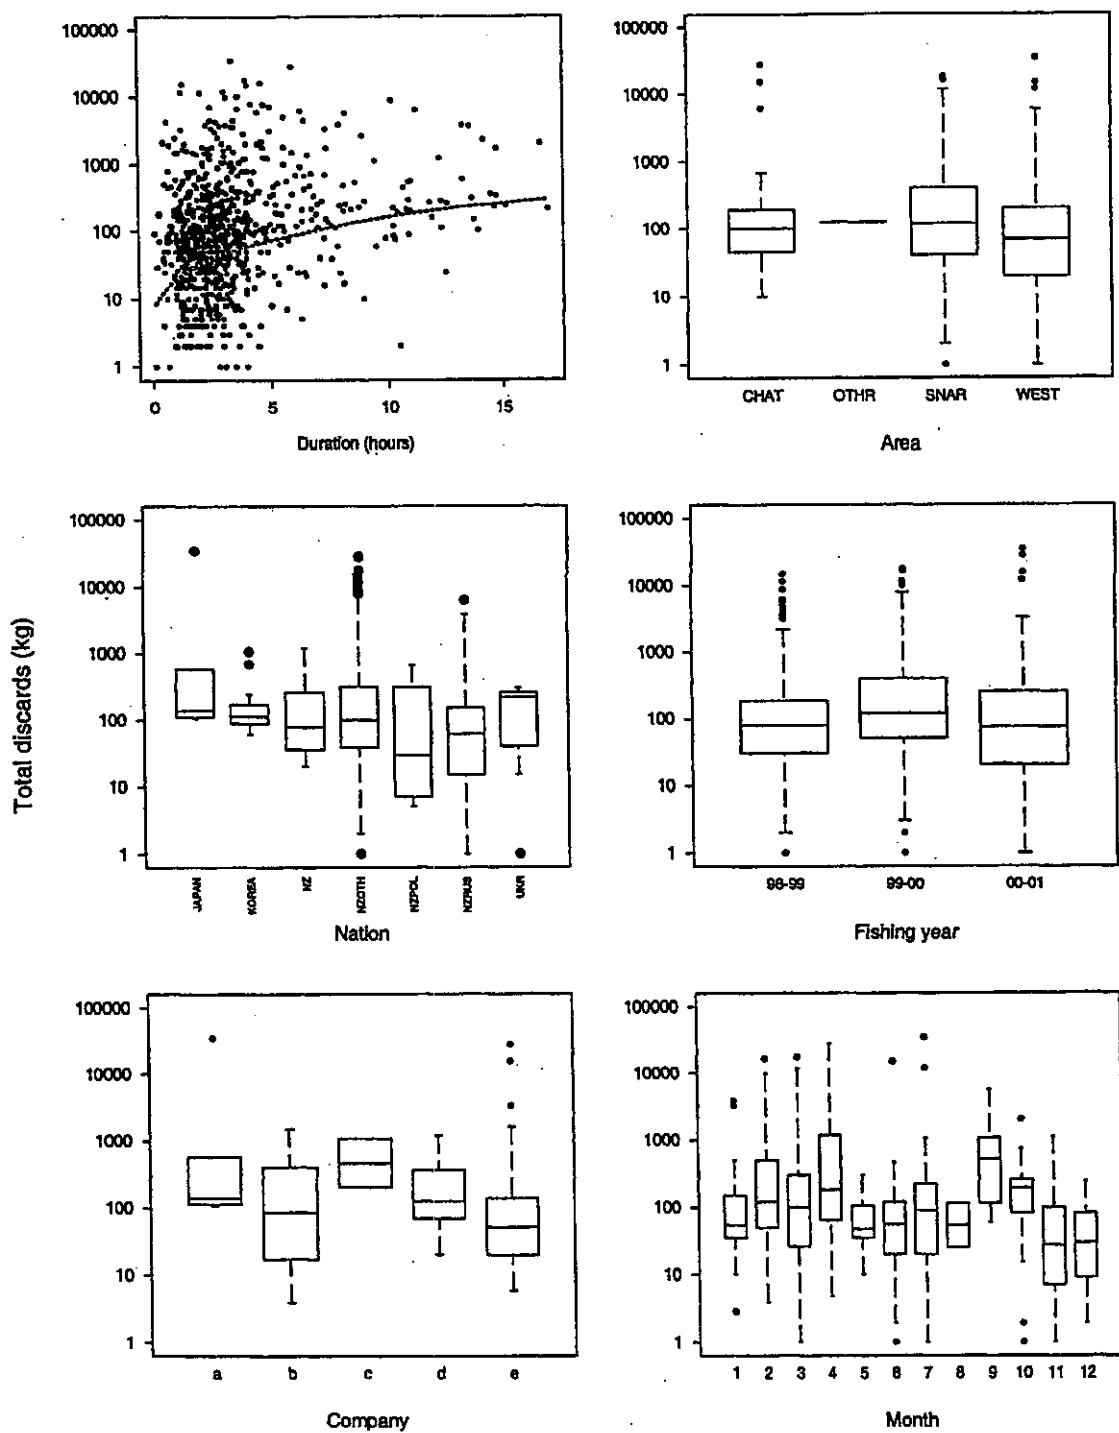 Total discards (kg)
100000
10000
1000
100
10
1
0 5 10 15
Duration (hours)
100000
10000
1000
100
10
1
CHAT OTHR SNAR WEST
Area
100000
10000
1000
100
10
1
JAPAN KOREA NZ NZOTH NZPOL NZRUS UKR
Nation
100000
10000
1000
100
10
1
98-99 99-00 00-01
Fishing year
100000
10000
1000
100
10
1
a b c d e
Company
100000
10000
1000
100
10
1
1 2 3 4 5 6 7 8 9 10 11 12
Month